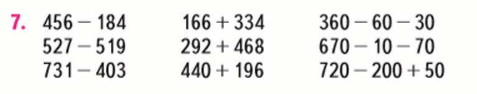 7. 456 – 184 166 + 334 360 – 60 – 30
527 – 519 292 + 468 670 – 10 – 70
731 – 403 440 + 196 720 – 200 + 50